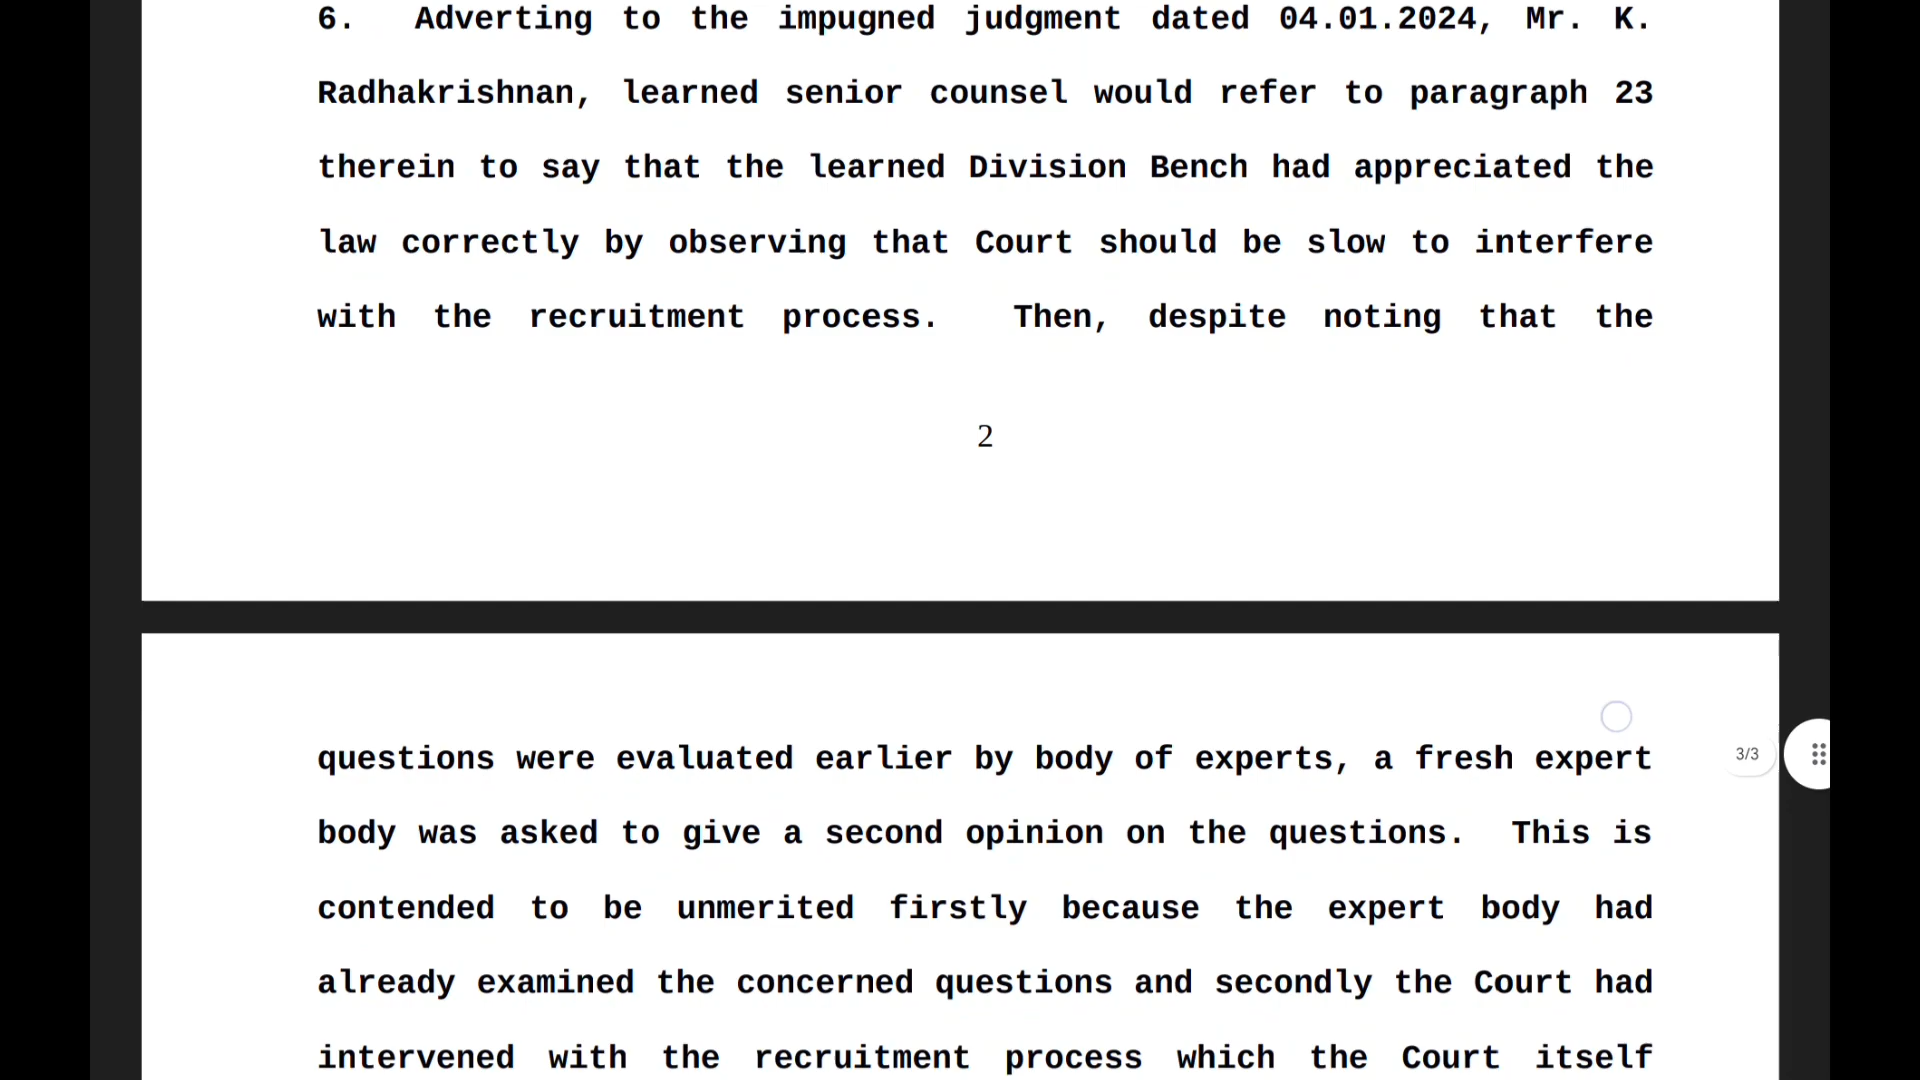 6. Adverting to the impugned judgment dated 04.01.2024, Mr. K.
Radhakrishnan, learned senior counsel would refer to paragraph 23
therein to say that the learned Division Bench had appreciated the
law correctly by observing that Court should be slow to interfere
with the recruitment process. Then, despite noting that the
2
questions were evaluated earlier by body of experts, a fresh expert
3/3
body was asked to give a second opinion on the questions. This is
contended to be unmerited firstly because the expert body had
already examined the concerned questions and secondly the Court had
intervened with the recruitment process which the Court itself